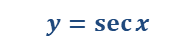 y = sec x